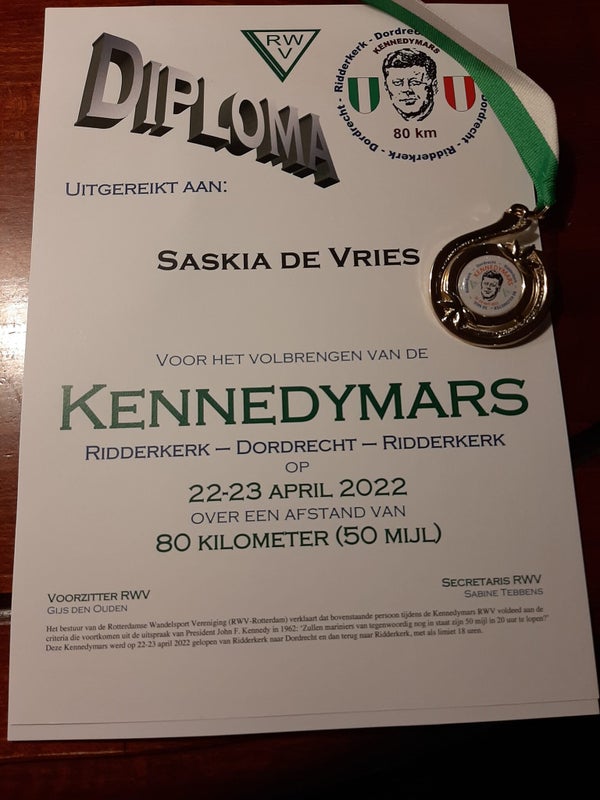 RW
V
DIPLOMA
Ridderkerk - Dordrecht - Ridderkerk - Dordrecht
KENNEDYMARS
80 km
UITGEREIKT AAN:
SASKIA DE VRIES
KENNEDYMARS
VOOR HET VOLBRENGEN VAN DE
KENNEDYMARS
RIDDERKERK – DORDRECHT – RIDDERKERK
OP
22-23 APRIL 2022
OVER EEN AFSTAND VAN
80 KILOMETER (50 MIJL)
VOORZITTER RWV
GIJS DEN OUDEN
SECRETARIS RWV
SABINE TEBBENS
Het bestuur van de Rotterdamse Wandelsport Vereniging (RWV-Rotterdam) verklaart dat bovenstaande persoon tijdens de Kennedymars RWV voldeed aan de
criteria die voortkomen uit de uitspraak van President John F. Kennedy in 1962: ‘Zullen mariniers van tegenwoordig nog in staat zijn 50 mijl in 20 uur te lopen?’
Deze Kennedymars werd op 22-23 april 2022 gelopen van Ridderkerk naar Dordrecht en dan terug naar Ridderkerk, met als limiet 18 uren.